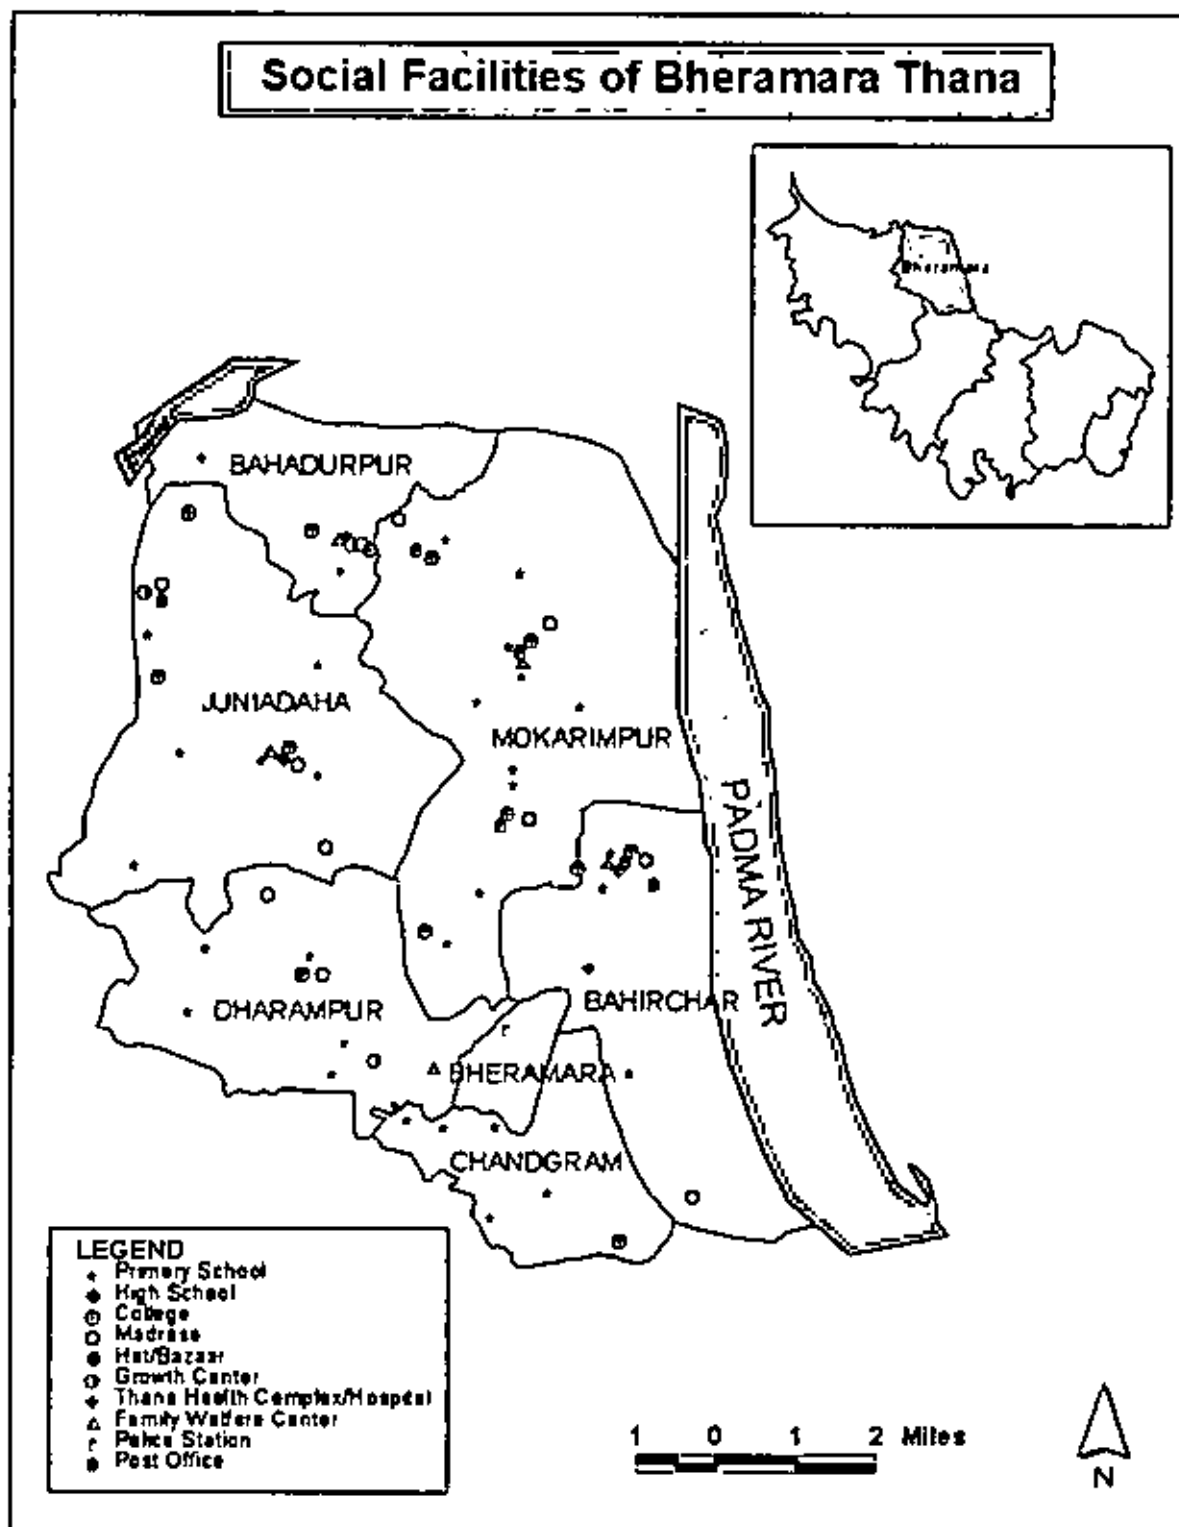 Social Facilities of Bheramara Thana
Bheramara
BAHADURPUR
JUNIADAHA
MOKARIMPUR
PADMA RIVER
DHARAMPUR
BAHIRCHAR
BHERAMARA
CHANDGRAM
LEGEND
Primary School
High School
College
Madrasa
Hat/Bazaar
Growth Center
Thana Health Complex/Hospital
Family Welfare Center
Police Station
Post Office
1 0 1 2 Miles
N